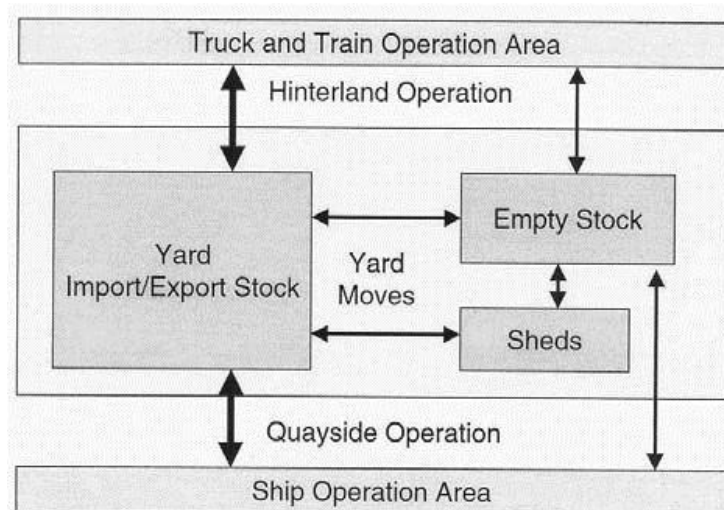 Truck and Train Operation Area
Hinterland Operation
Empty Stock
Yard
Import/Export Stock
Yard
Moves
Sheds
Quayside Operation
Ship Operation Area